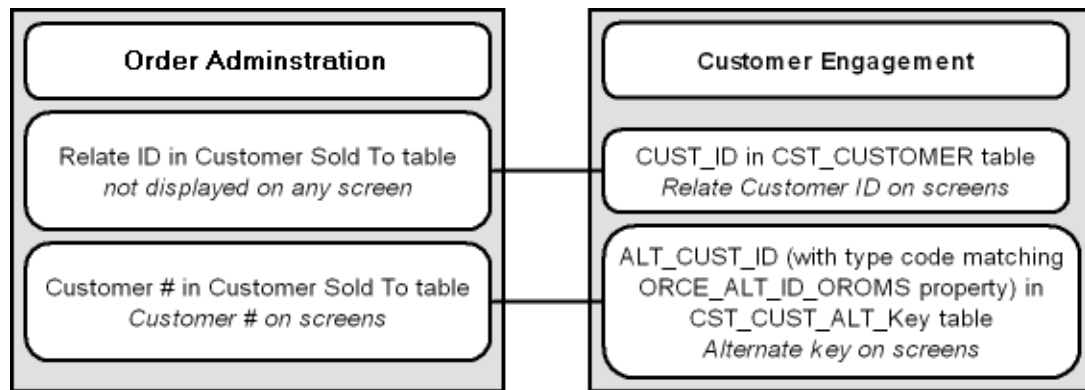 Order Adminstration
Relate ID in Customer Sold To table
not displayed on any screen
Customer # in Customer Sold To table
Customer # on screens
Customer Engagement
CUST_ID in CST_CUSTOMER table
Relate Customer ID on screens
ALT_CUST_ID (with type code matching
ORCE_ALT_ID_OROMS property) in
CST_CUST_ALT_Key table
Alternate key on screens